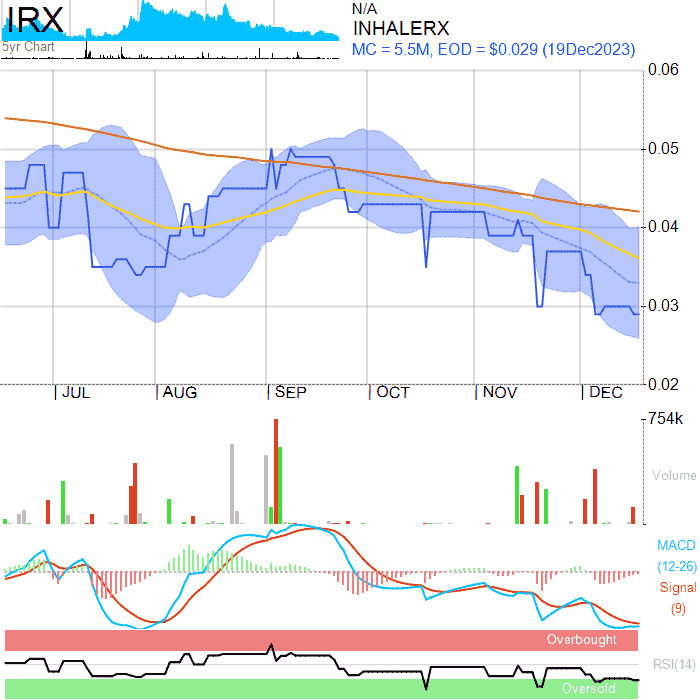 IRX
5yr Chart
N/A
INHALERX
MC = 5.5M, EOD = $0.029 (19Dec2023)
0.06
0.05
0.04
0.03
0.02
JUL AUG SEP OCT NOV DEC
754k
Volume
MACD
(12-26)
Signal
(9)
Overbought
RSI(14)
Oversold